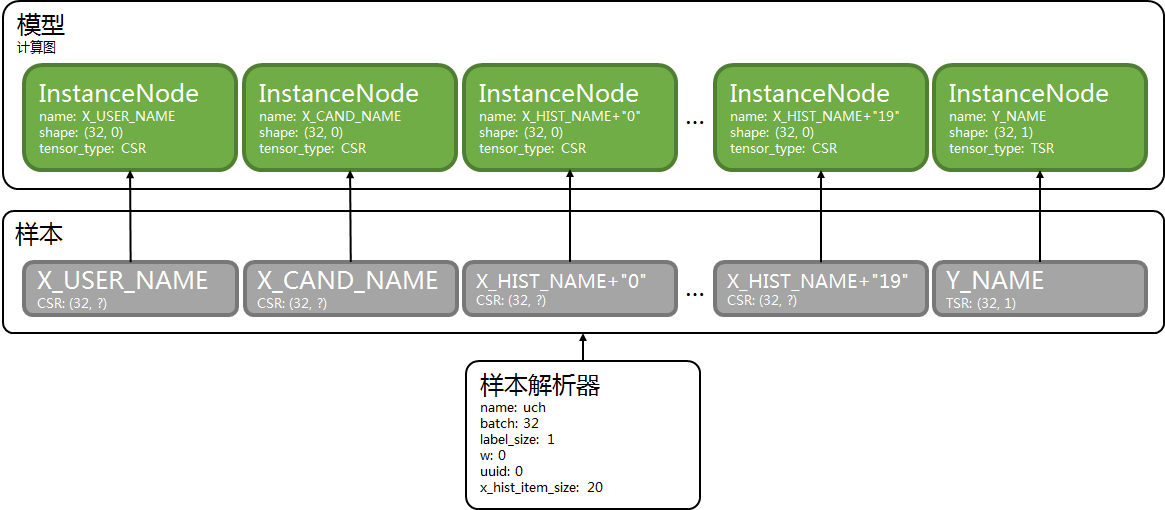 模型
计算图
InstanceNode
name: X_USER_NAME
shape: (32, 0)
tensor_type: CSR
InstanceNode
name: X_CAND_NAME
shape: (32, 0)
tensor_type: CSR
InstanceNode
name: X_HIST_NAME+"0"
shape: (32, 0)
tensor_type: CSR
...
InstanceNode
name: X_HIST_NAME+"19"
shape: (32, 0)
tensor_type: CSR
InstanceNode
name: Y_NAME
shape: (32, 1)
tensor_type: TSR
样本
X_USER_NAME
CSR: (32, ?)
X_CAND_NAME
CSR: (32, ?)
X_HIST_NAME+"0"
CSR: (32, ?)
...
X_HIST_NAME+"19"
CSR: (32, ?)
Y_NAME
TSR: (32, 1)
样本解析器
name: uch
batch: 32
label_size: 1
w: 0
uuid: 0
x_hist_item_size: 20